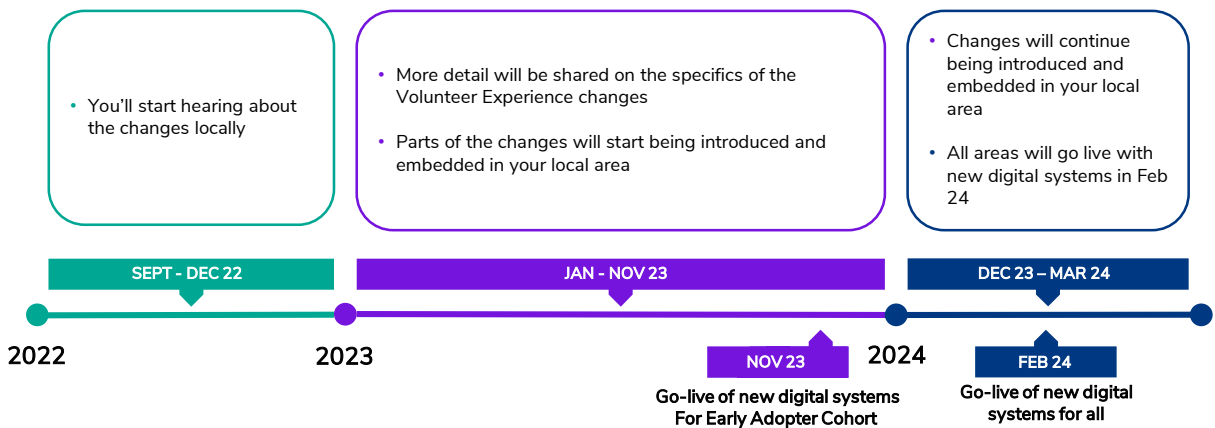 • You’ll start hearing about
the changes locally
• More detail will be shared on the specifics of the
Volunteer Experience changes
• Parts of the changes will start being introduced and
embedded in your local area
• Changes will continue
being introduced and
embedded in your local
area
• All areas will go live with
new digital systems in Feb
24
SEPT - DEC 22
JAN - NOV 23
DEC 23 – MAR 24
2022
2023
2024
NOV 23
Go-live of new digital systems
For Early Adopter Cohort
FEB 24
Go-live of new digital
systems for all